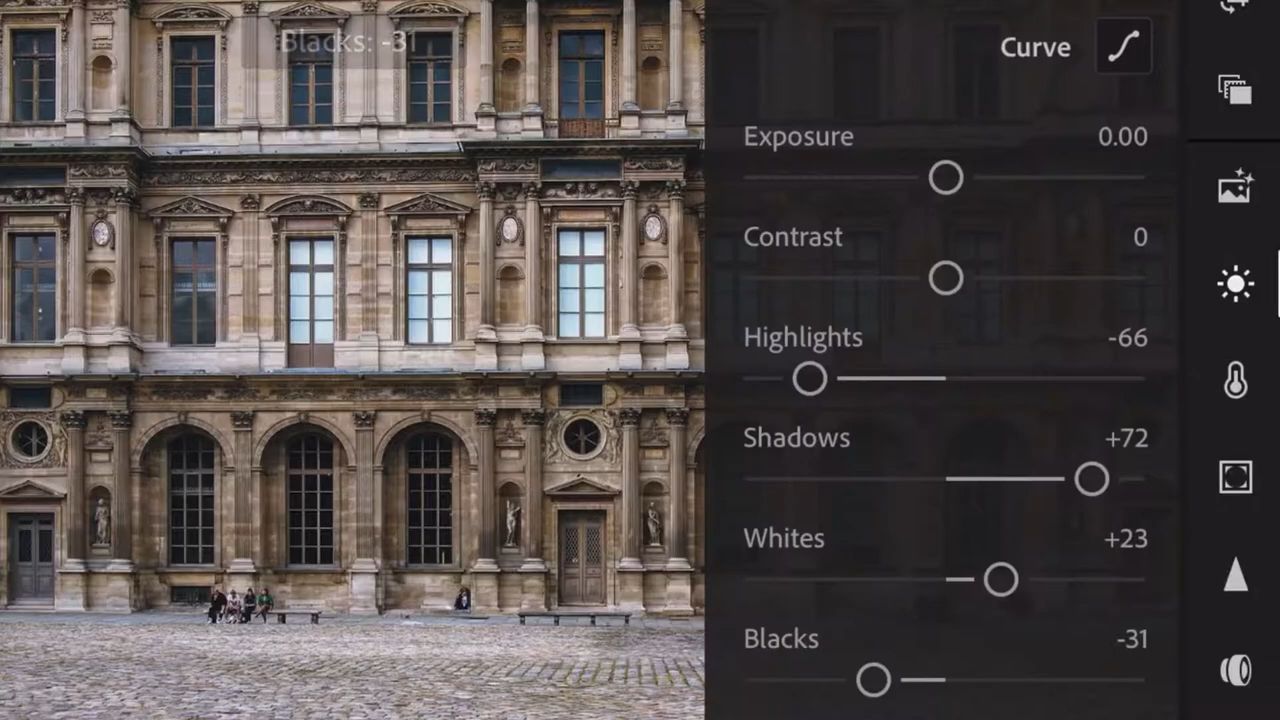 Blacks: -31
Curve
Exposure 0.00
Contrast 0
Highlights -66
Shadows +72
Whites +23
Blacks -31